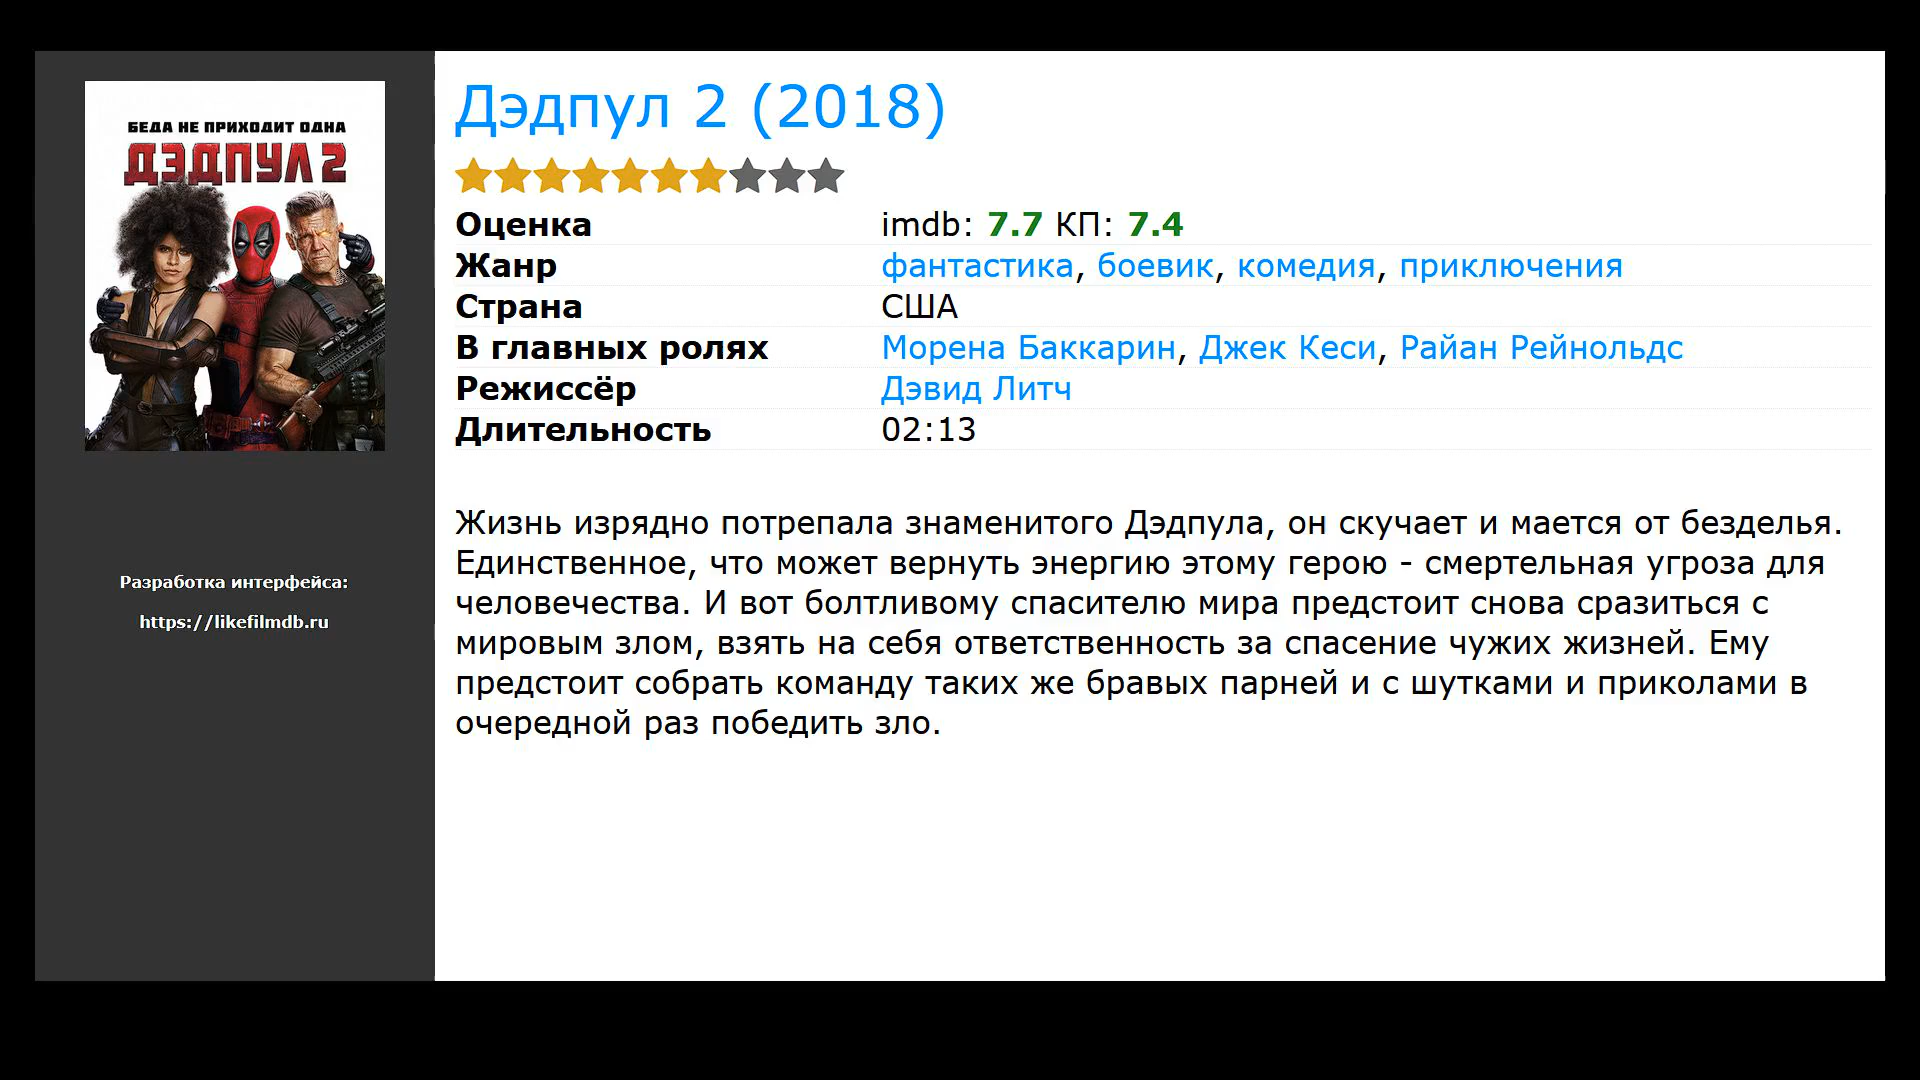 БЕДА НЕ ПРИХОДИТ ОДНА
ДЭДПУЛ 2
Разработка интерфейса:
https://likefilmdb.ru
Дэдпул 2 (2018)
Оценка imdb: 7.7 КП: 7.4
Жанр фантастика, боевик, комедия, приключения
Страна США
В главных ролях Морена Баккарин, Джек Кеси, Райан Рейнольдс
Режиссёр Дэвид Литч
Длительность 02:13
Жизнь изрядно потрепала знаменитого Дэдпула, он скучает и мается от безделья.
Единственное, что может вернуть энергию этому герою - смертельная угроза для
человечества. И вот болтливому спасителю мира предстоит снова сразиться с
мировым злом, взять на себя ответственность за спасение чужих жизней. Ему
предстоит собрать команду таких же бравых парней и с шутками и приколами в
очередной раз победить зло.